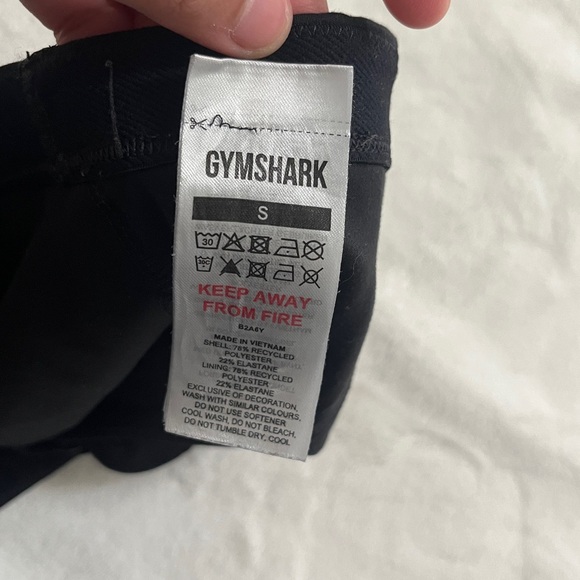 GYMSHARK
S
30
30C
KEEP AWAY
FROM FIRE
B2A6Y
MADE IN VIETNAM
SHELL: 78% RECYCLED
POLYESTER
22% ELASTANE
LINING: 78% RECYCLED
POLYESTER
22% ELASTANE
EXCLUSIVE OF DECORATION,
WASH WITH SIMILAR COLOURS,
DO NOT USE SOFTENER
COOL WASH, DO NOT BLEACH,
DO NOT TUMBLE DRY, COOL